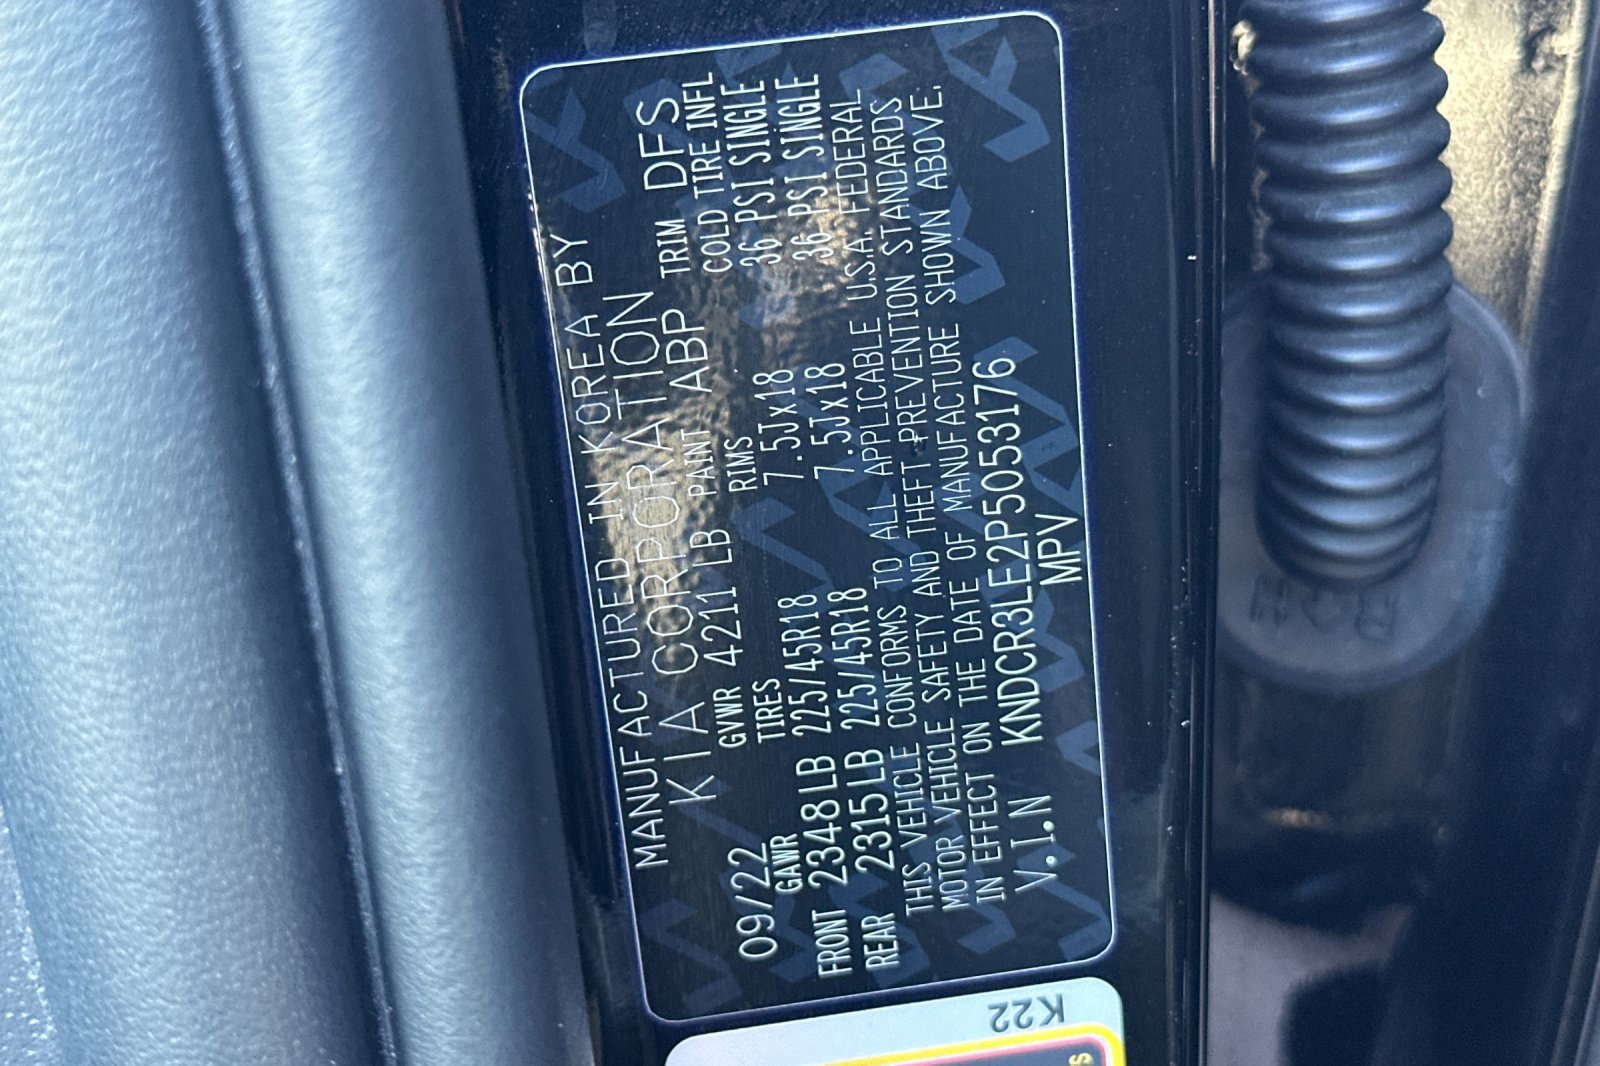 MANUFACTURED IN KOREA BY
KIA CORPORATION
09/22 GVWR 4211 LB PAINT ABP TRIM DFS
GAWR TIRES RIMS COLD TIRE INFL
FRONT 2348LB 225/45R18 7.5Jx18 36 PSI SINGLE
REAR 2315LB 225/45R18 7.5Jx18 36 PSI SINGLE
THIS VEHICLE CONFORMS TO ALL APPLICABLE U.S.A. FEDERAL
MOTOR VEHICLE SAFETY AND THEFT PREVENTION STANDARDS
IN EFFECT ON THE DATE OF MANUFACTURE SHOWN ABOVE.
V.I.N KNDCR3LE2P5053176
MPV
K22